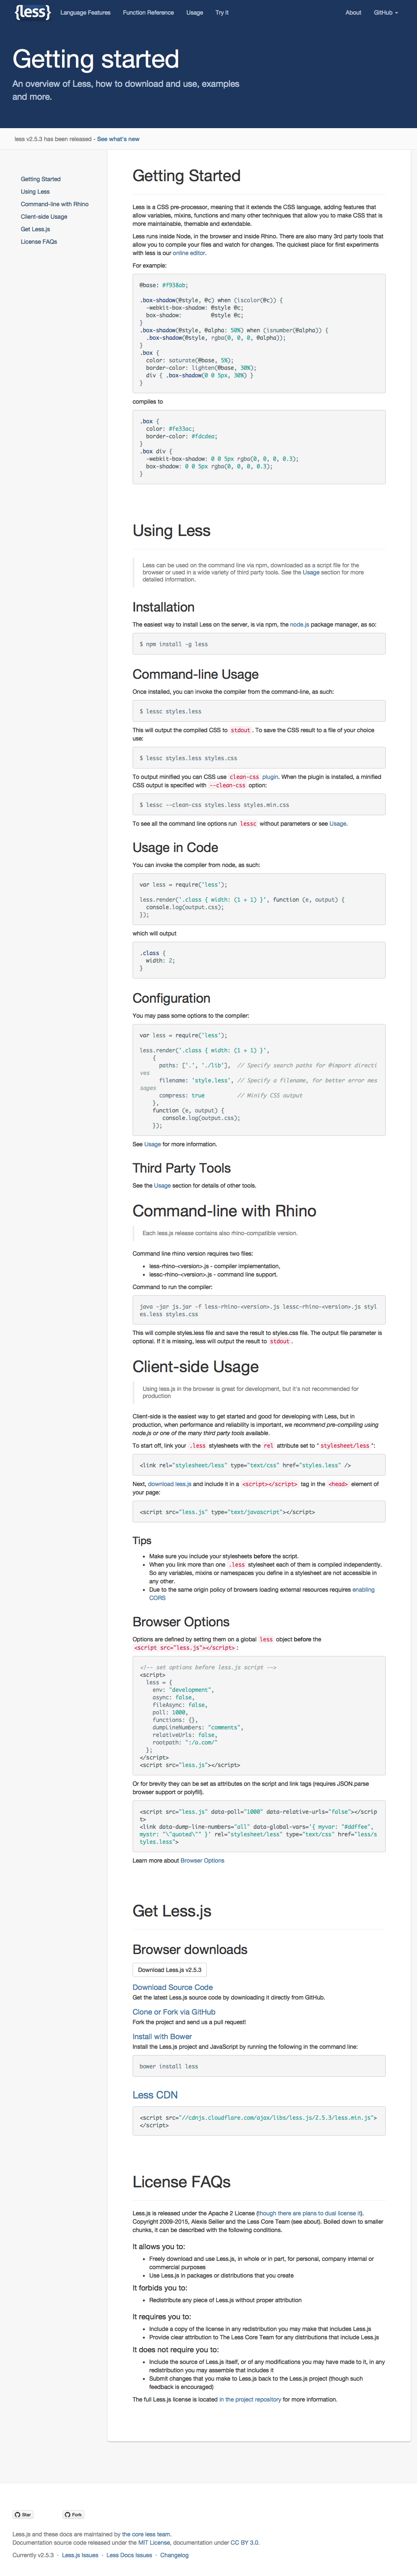 {less}
Language Features
Function Reference
Usage
Try It
About
GitHub
Getting started
An overview of Less, how to download and use, examples
and more.
less v2.5.3 has been released - See what's new
Getting Started
Using Less
Command-line with Rhino
Client-side Usage
Get Less.js
License FAQs
Getting Started
Less is a CSS pre-processor, meaning that it extends the CSS language, adding features that
allow variables, mixins, functions and many other techniques that allow you to make CSS that is
more maintainable, themable and extendable.
Less runs inside Node, in the browser and inside Rhino. There are also many 3rd party tools that
allow you to compile your files and watch for changes. The quickest place for first experiments
with less is our online editor.
For example:
@base: #f938ab;
.box-shadow(@style, @c) when (iscolor(@c)) {
-webkit-box-shadow: @style @c;
box-shadow: @style @c;
}
.box-shadow(@style, @alpha: 50%) when (isnumber(@alpha)) {
.box-shadow(@style, rgba(0, 0, 0, @alpha));
}
.box {
color: saturate(@base, 5%);
border-color: lighten(@base, 30%);
div { .box-shadow(0 0 5px, 30%) }
}
compiles to
.box {
color: #fe33ac;
border-color: #fdcdea;
}
.box div {
-webkit-box-shadow: 0 0 5px rgba(0, 0, 0, 0.3);
box-shadow: 0 0 5px rgba(0, 0, 0, 0.3);
}
Using Less
Less can be used on the command line via npm, downloaded as a script file for the
browser or used in a wide variety of third party tools. See the Usage section for more
detailed information.
Installation
The easiest way to install Less on the server, is via npm, the node.js package manager, as so:
$ npm install -g less
Command-line Usage
Once installed, you can invoke the compiler from the command-line, as such:
$ lessc styles.less
This will output the compiled CSS to stdout. To save the CSS result to a file of your choice
use:
$ lessc styles.less styles.css
To output minified you can CSS use clean-css plugin. When the plugin is installed, a minified
CSS output is specified with --clean-css option:
$ lessc --clean-css styles.less styles.min.css
To see all the command line options run lessc without parameters or see Usage.
Usage in Code
You can invoke the compiler from node, as such:
var less = require('less');
less.render('.class { width: (1 + 1) }', function (e, output) {
console.log(output.css);
});
which will output
.class {
width: 2;
}
Configuration
You may pass some options to the compiler:
var less = require('less');
less.render('.class { width: (1 + 1) }',
{
paths: ['.', './lib'], // Specify search paths for @import directi
ves
filename: 'style.less', // Specify a filename, for better error mes
sages
compress: true // Minify CSS output
},
function (e, output) {
console.log(output.css);
});
See Usage for more information.
Third Party Tools
See the Usage section for details of other tools.
Command-line with Rhino
Each less.js release contains also rhino-compatible version.
Command line rhino version requires two files:
• less-rhino-<version>.js - compiler implementation,
• lessc-rhino-<version>.js - command line support.
Command to run the compiler:
java -jar js.jar -f less-rhino-<version>.js lessc-rhino-<version>.js styl
es.less styles.css
This will compile styles.less file and save the result to styles.css file. The output file parameter is
optional. If it is missing, less will output the result to stdout.
Client-side Usage
Using less.js in the browser is great for development, but it's not recommended for
production
Client-side is the easiest way to get started and good for developing with Less, but in
production, when performance and reliability is important, we recommend pre-compiling using
node.js or one of the many third party tools available.
To start off, link your .less stylesheets with the rel attribute set to "stylesheet/less":
<link rel="stylesheet/less" type="text/css" href="styles.less" />
Next, download less.js and include it in a <script></script> tag in the <head> element of
your page:
<script src="less.js" type="text/javascript"></script>
Tips
• Make sure you include your stylesheets before the script.
• When you link more than one .less stylesheet each of them is compiled independently.
So any variables, mixins or namespaces you define in a stylesheet are not accessible in
any other.
• Due to the same origin policy of browsers loading external resources requires enabling
CORS
Browser Options
Options are defined by setting them on a global less object before the
<script src="less.js"></script>:
<!-- set options before less.js script -->
<script>
less = {
env: "development",
async: false,
fileAsync: false,
poll: 1000,
functions: {},
dumpLineNumbers: "comments",
relativeUrls: false,
rootpath: ":/a.com/"
};
</script>
<script src="less.js"></script>
Or for brevity they can be set as attributes on the script and link tags (requires JSON.parse
browser support or polyfill).
<script src="less.js" data-poll="1000" data-relative-urls="false"></scrip
t>
<link data-dump-line-numbers="all" data-global-vars='{ myvar: "#ddffee",
mystr: "\"quoted\"" }' rel="stylesheet/less" type="text/css" href="less/s
tyles.less">
Learn more about Browser Options
Get Less.js
Browser downloads
Download Less.js v2.5.3
Download Source Code
Get the latest Less.js source code by downloading it directly from GitHub.
Clone or Fork via GitHub
Fork the project and send us a pull request!
Install with Bower
Install the Less.js project and JavaScript by running the following in the command line:
bower install less
Less CDN
<script src="//cdnjs.cloudflare.com/ajax/libs/less.js/2.5.3/less.min.js">
</script>
License FAQs
Less.js is released under the Apache 2 License (though there are plans to dual license it).
Copyright 2009-2015, Alexis Sellier and the Less Core Team (see about). Boiled down to smaller
chunks, it can be described with the following conditions.
It allows you to:
• Freely download and use Less.js, in whole or in part, for personal, company internal or
commercial purposes
• Use Less.js in packages or distributions that you create
It forbids you to:
• Redistribute any piece of Less.js without proper attribution
It requires you to:
• Include a copy of the license in any redistribution you may make that includes Less.js
• Provide clear attribution to The Less Core Team for any distributions that include Less.js
It does not require you to:
• Include the source of Less.js itself, or of any modifications you may have made to it, in any
redistribution you may assemble that includes it
• Submit changes that you make to Less.js back to the Less.js project (though such
feedback is encouraged)
The full Less.js license is located in the project repository for more information.
Star
Fork
Less.js and these docs are maintained by the core less team.
Documentation source code released under the MIT License, documentation under CC BY 3.0.
Currently v2.5.3 · Less.js Issues · Less Docs Issues · Changelog